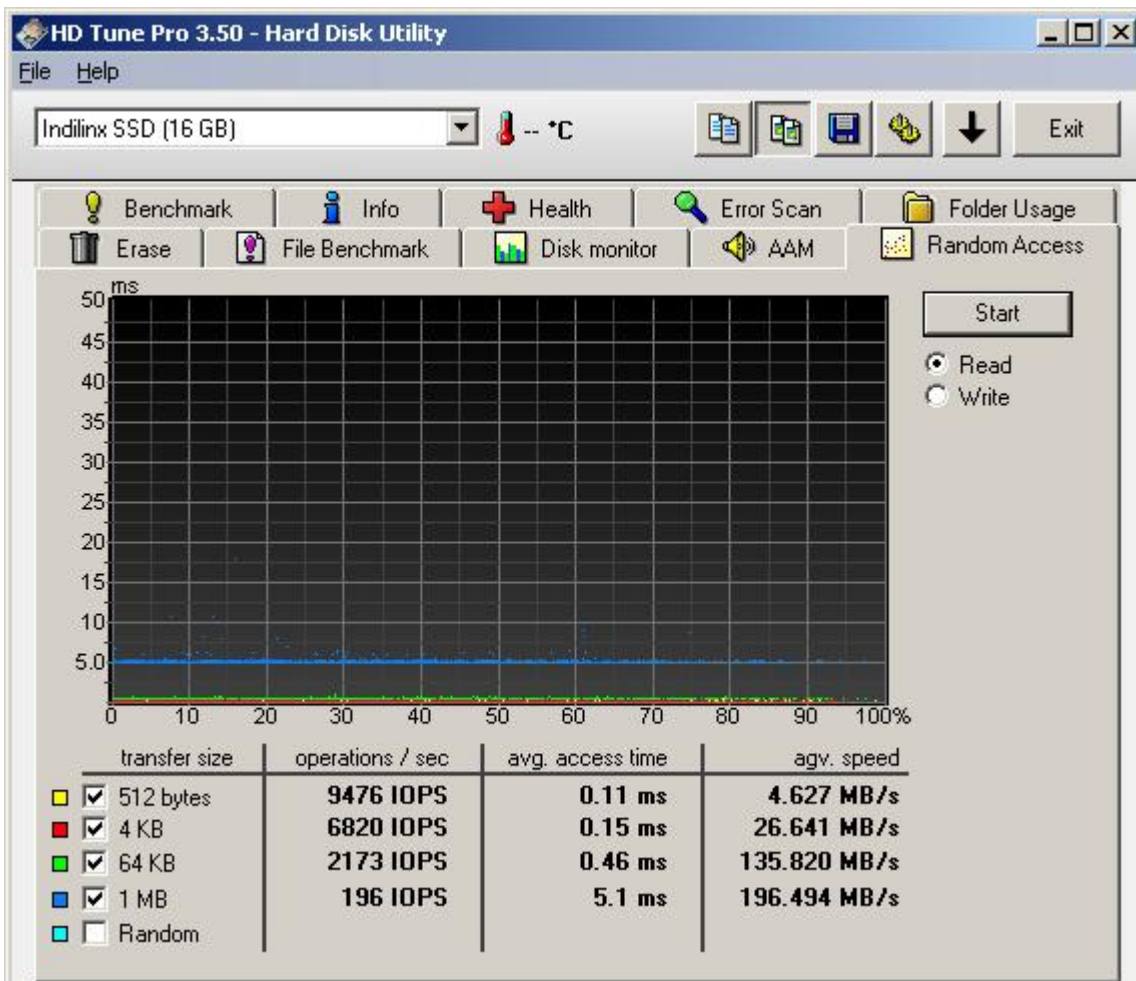 HD Tune Pro 3.50 - Hard Disk Utility
File Help
Indilinx SSD (16 GB) -- °C Exit
Benchmark Info Health Error Scan Folder Usage
Erase File Benchmark Disk monitor AAM Random Access
ms
50
45
40
35
30
25
20
15
10
5.0
0 10 20 30 40 50 60 70 80 90 100%
Start
Read
Write
transfer size operations / sec avg. access time agv. speed
512 bytes 9476 IOPS 0.11 ms 4.627 MB/s
4 KB 6820 IOPS 0.15 ms 26.641 MB/s
64 KB 2173 IOPS 0.46 ms 135.820 MB/s
1 MB 196 IOPS 5.1 ms 196.494 MB/s
Random